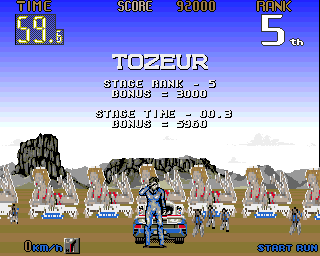 TIME SCORE 92000 RANK
59.6 5th
TOZEUR
STAGE RANK - 5
BONUS = 3000
STAGE TIME - 00.3
BONUS = 5960
0KM/H START RUN